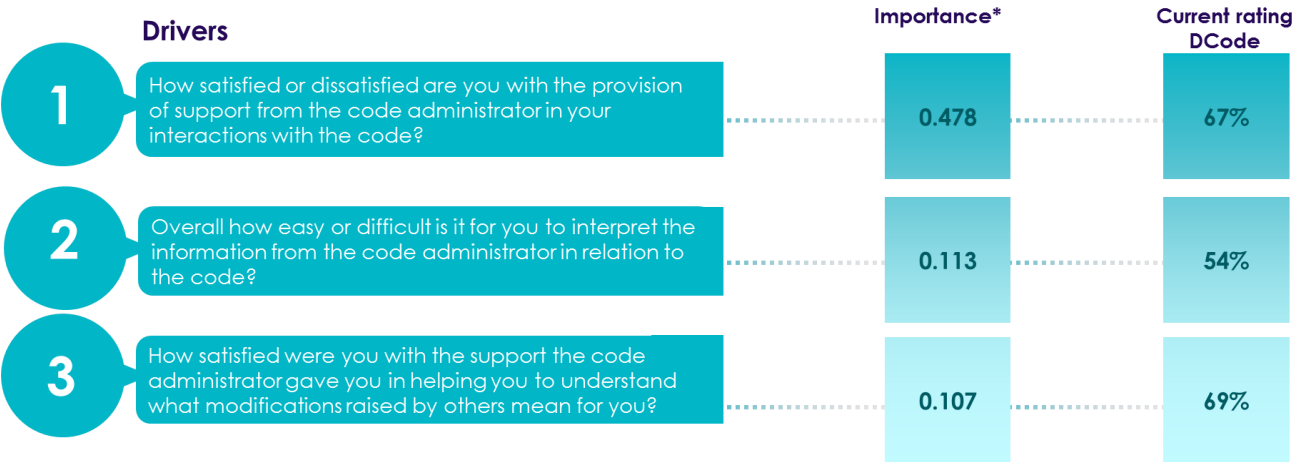 Drivers
Importance*
Current rating
DCode
1
How satisfied or dissatisfied are you with the provision
of support from the code administrator in your
interactions with the code?
0.478
67%
2
Overall how easy or difficult is it for you to interpret the
information from the code administrator in relation to
the code?
0.113
54%
3
How satisfied were you with the support the code
administrator gave you in helping you to understand
what modifications raised by others mean for you?
0.107
69%